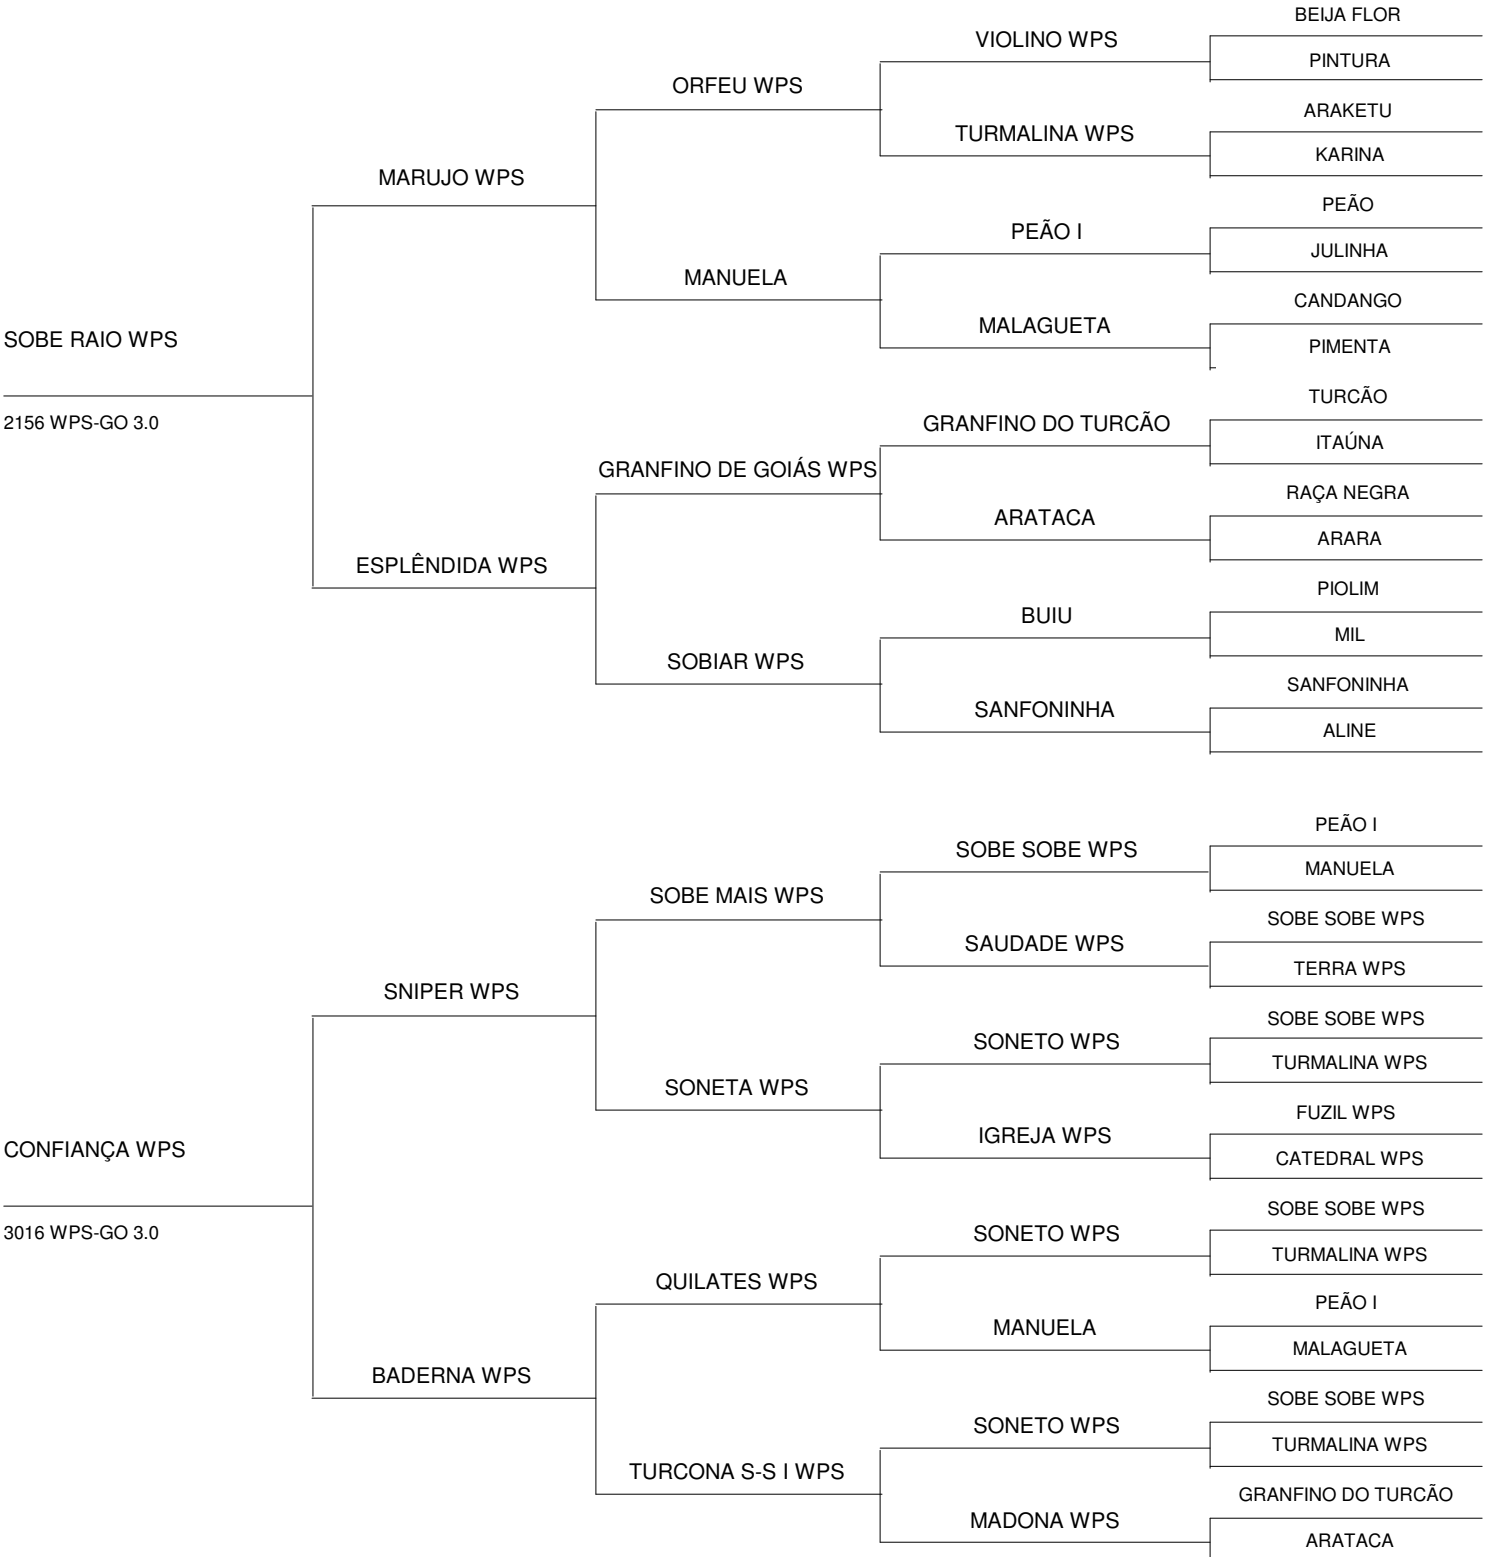 BEIJA FLOR
VIOLINO WPS
PINTURA
ORFEU WPS
ARAKETU
TURMALINA WPS
KARINA
MARUJO WPS
PEÃO
PEÃO I
JULINHA
MANUELA
CANDANGO
MALAGUETA
SOBE RAIO WPS
PIMENTA
TURCÃO
2156 WPS-GO 3.0
GRANFINO DO TURCÃO
ITAÚNA
GRANFINO DE GOIÁS WPS
RAÇA NEGRA
ARATACA
ARARA
ESPLÊNDIDA WPS
PIOLIM
BUIU
MIL
SOBIAR WPS
SANFONINHA
SANFONINHA
ALINE
PEÃO I
SOBE SOBE WPS
MANUELA
SOBE MAIS WPS
SOBE SOBE WPS
SAUDADE WPS
TERRA WPS
SNIPER WPS
SOBE SOBE WPS
SONETO WPS
TURMALINA WPS
SONETA WPS
FUZIL WPS
IGREJA WPS
CONFIANÇA WPS
CATEDRAL WPS
SOBE SOBE WPS
3016 WPS-GO 3.0
SONETO WPS
TURMALINA WPS
QUILATES WPS
PEÃO I
MANUELA
MALAGUETA
BADERNA WPS
SOBE SOBE WPS
SONETO WPS
TURMALINA WPS
TURCONA S-S I WPS
GRANFINO DO TURCÃO
MADONA WPS
ARATACA